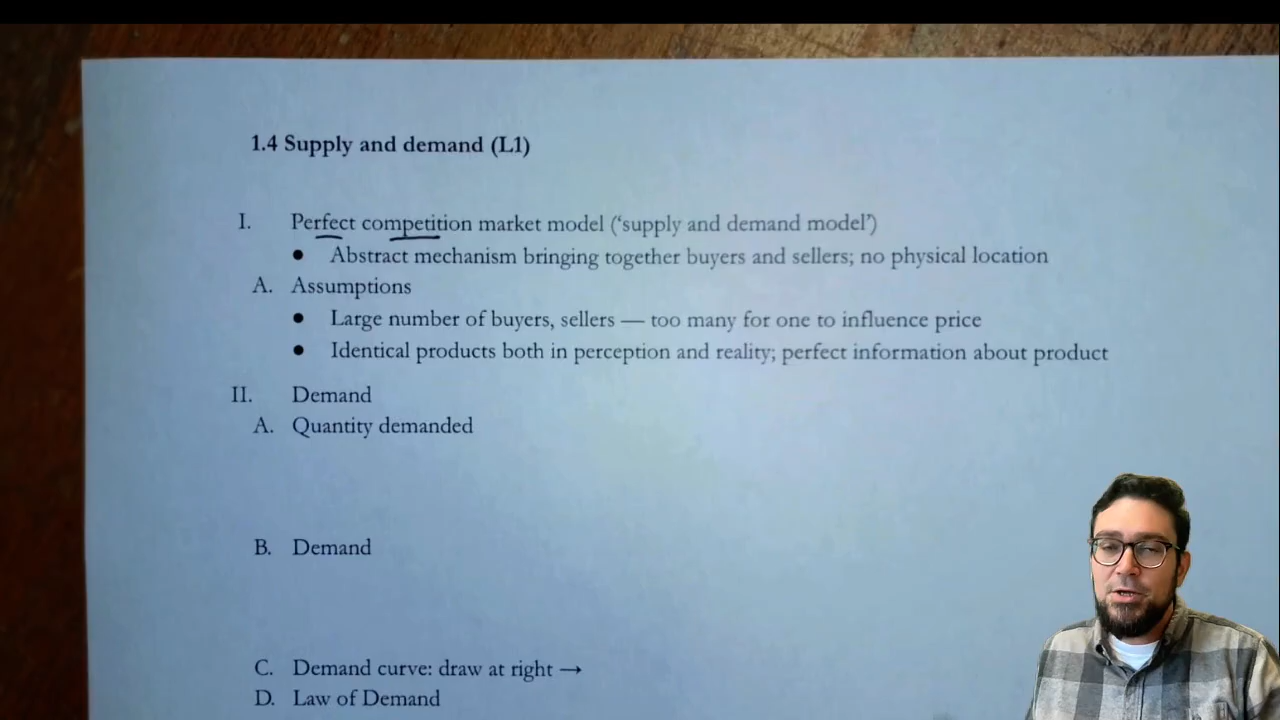 1.4 Supply and demand (L1)
I. Perfect competition market model (‘supply and demand model’)
● Abstract mechanism bringing together buyers and sellers; no physical location
A. Assumptions
● Large number of buyers, sellers — too many for one to influence price
● Identical products both in perception and reality; perfect information about product
II. Demand
A. Quantity demanded
B. Demand
C. Demand curve: draw at right →
D. Law of Demand